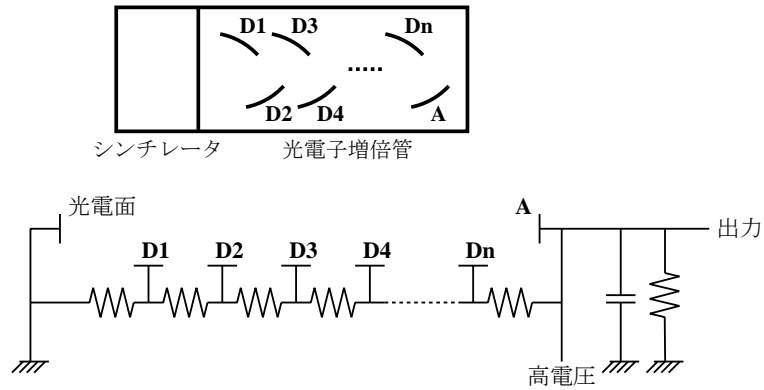 D1 D3 Dn
.....
D2 D4 A
シンチレータ 光電子増倍管
光電面 A 出力
D1 D2 D3 D4 Dn
高電圧